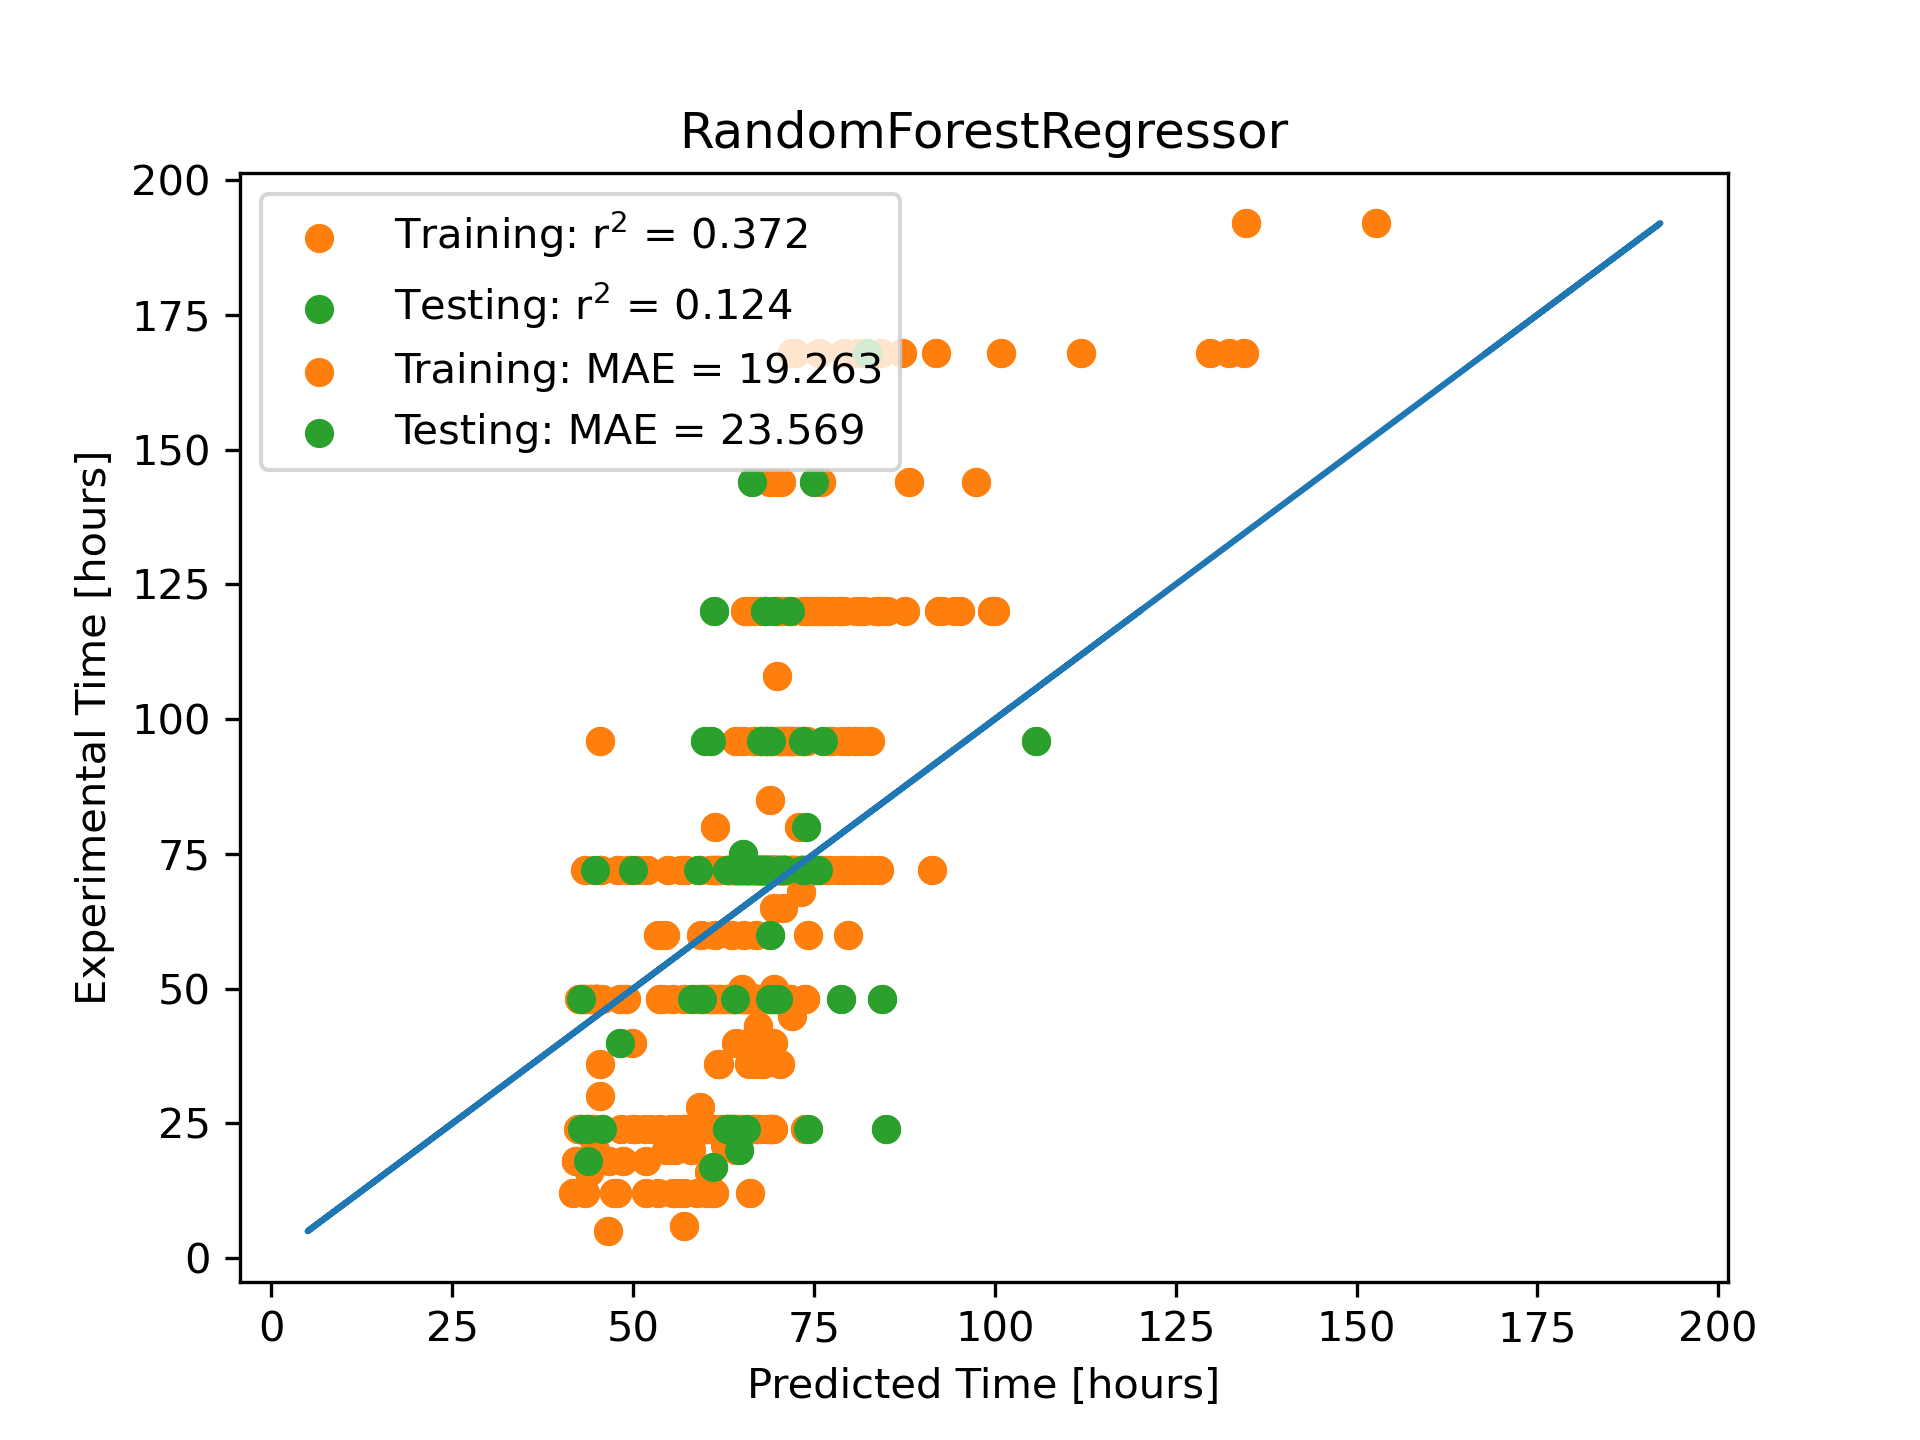 RandomForestRegressor
Training: r² = 0.372
Testing: r² = 0.124
Training: MAE = 19.263
Testing: MAE = 23.569
Experimental Time [hours]
200
175
150
125
100
75
50
25
0
0 25 50 75 100 125 150 175 200
Predicted Time [hours]